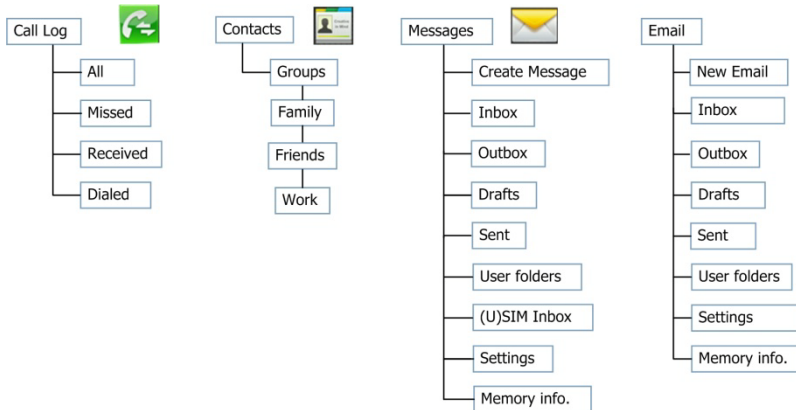 Call Log
All
Missed
Received
Dialed
Contacts
Groups
Family
Friends
Work
Messages
Create Message
Inbox
Outbox
Drafts
Sent
User folders
(U)SIM Inbox
Settings
Memory info.
Email
New Email
Inbox
Outbox
Drafts
Sent
User folders
Settings
Memory info.